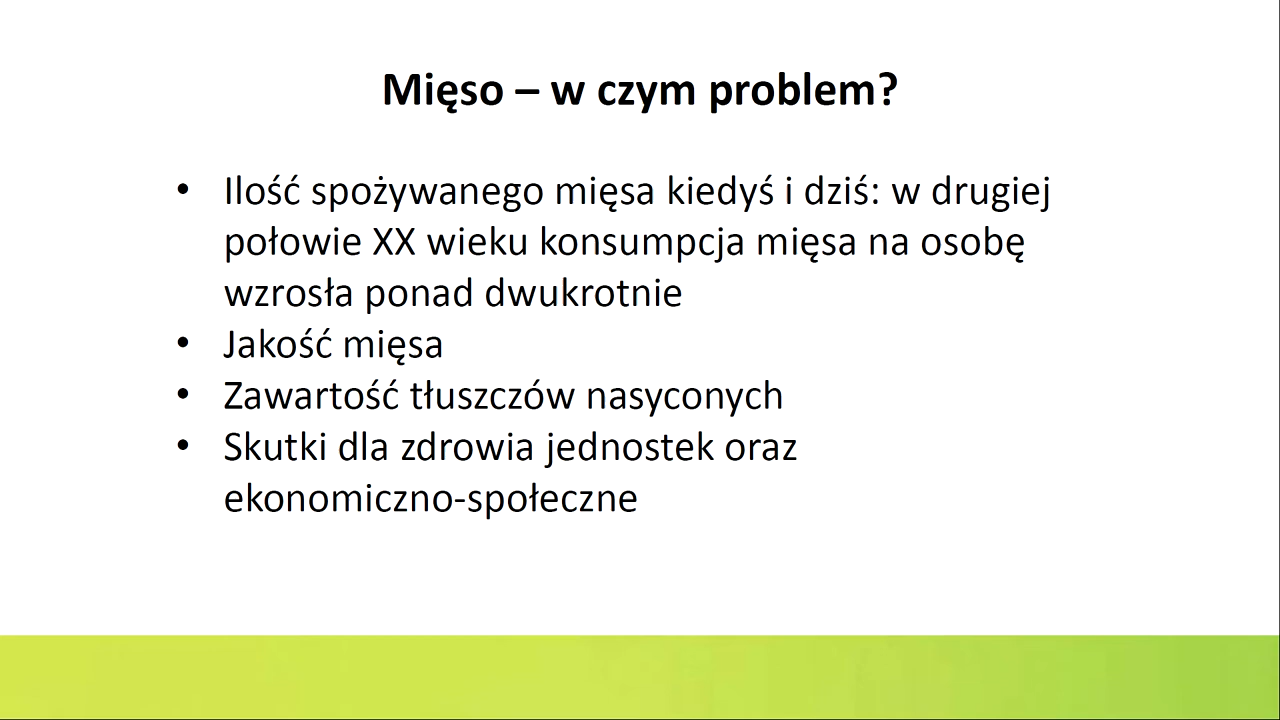 Mięso – w czym problem?
• Ilość spożywanego mięsa kiedyś i dziś: w drugiej
połowie XX wieku konsumpcja mięsa na osobę
wzrosła ponad dwukrotnie
• Jakość mięsa
• Zawartość tłuszczów nasyconych
• Skutki dla zdrowia jednostek oraz
ekonomiczno-społeczne